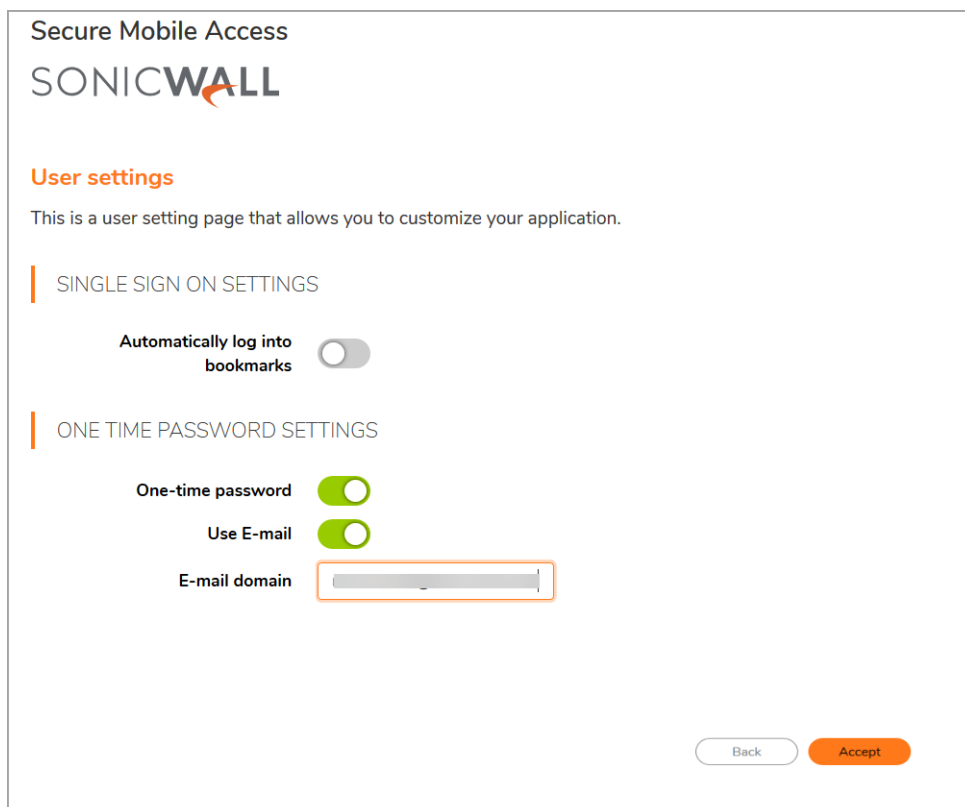 Secure Mobile Access
SONICWALL
User settings
This is a user setting page that allows you to customize your application.
SINGLE SIGN ON SETTINGS
Automatically log into
bookmarks
ONE TIME PASSWORD SETTINGS
One-time password
Use E-mail
E-mail domain
Back
Accept